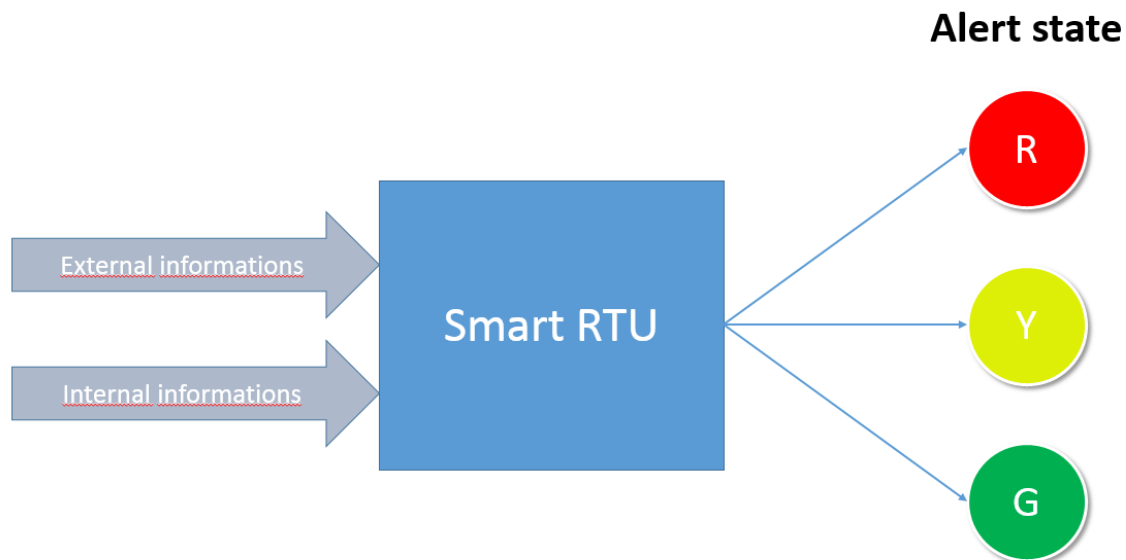 Alert state
R
External informations
Smart RTU
Y
Internal informations
G